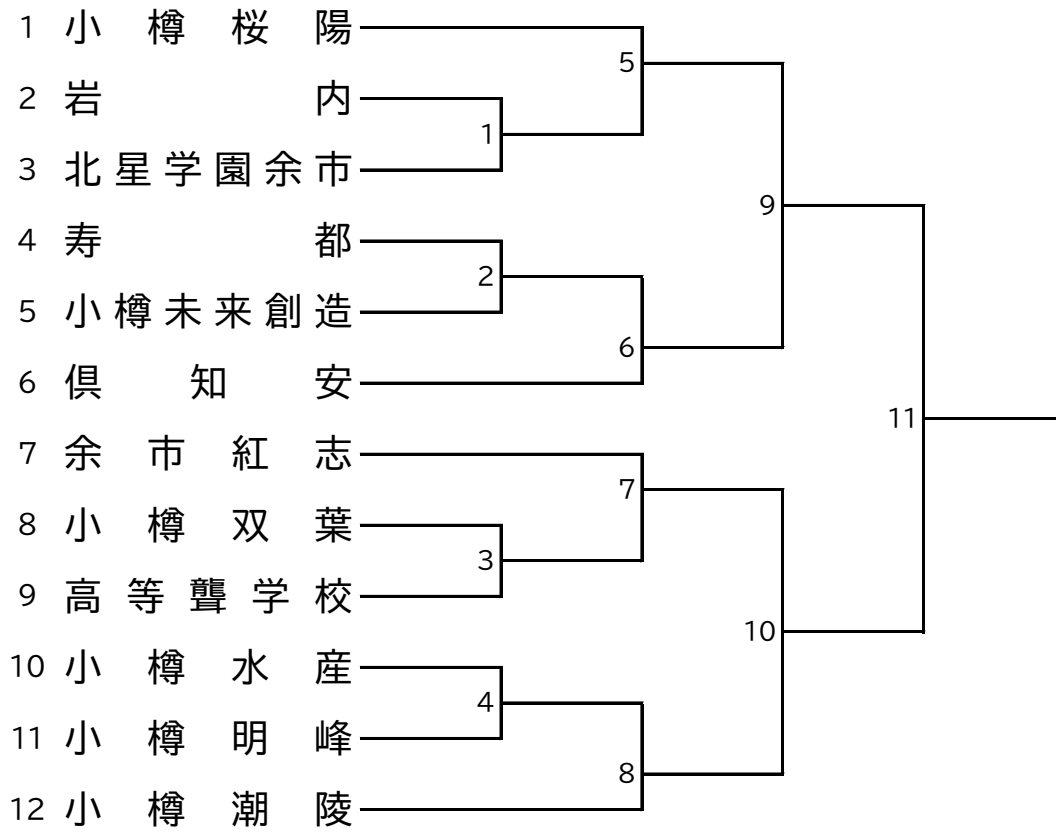 1 小樽桜陽
5
2 岩内
1
3 北星学園余市
9
4 寿都
2
5 小樽未来創造
6
6 倶知安
11
7 余市紅志
7
8 小樽双葉
3
9 高等聾学校
10
10 小樽水産
4
11 小樽明峰
8
12 小樽潮陵